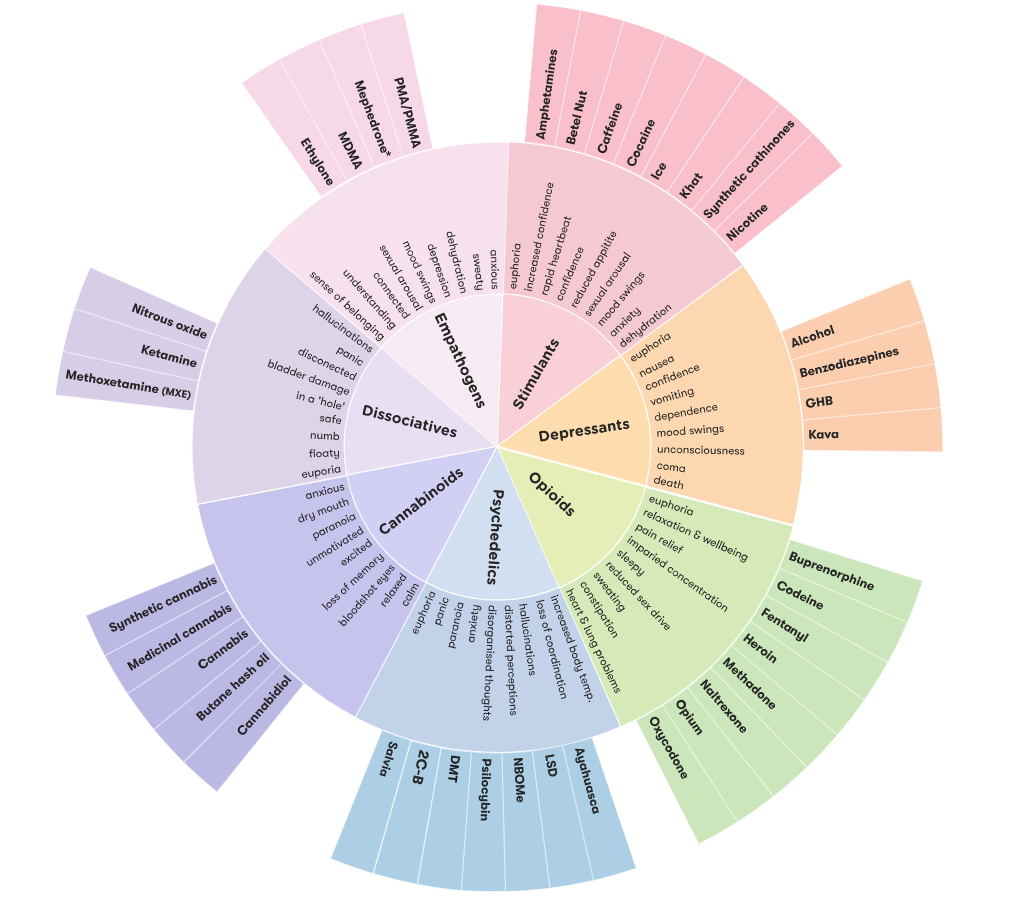 Stimulants
euphoria
increased confidence
rapid heartbeat
confidence
reduced appitite
sexual arousal
mood swings
anxiety
dehydration
Amphetamines
Betel Nut
Caffeine
Cocaine
Ice
Khat
Synthetic cathinones
Nicotine
Depressants
euphoria
nausea
confidence
vomiting
dependence
mood swings
unconsciousness
coma
death
Alcohol
Benzodiazepines
GHB
Kava
Opioids
euphoria
relaxation & wellbeing
pain relief
imparied concentration
sleepy
reduced sex drive
sweating
constipation
heart & lung problems
Buprenorphine
Codeine
Fentanyl
Heroin
Methadone
Naltrexone
Opium
Oxycodone
Psychedelics
increased body temp.
loss of coordination
hallucinations
distorted perceptions
disorganised thoughts
anxiety
paranoia
panic
euphoria
Ayahuasca
LSD
NBOMe
Psilocybin
DMT
2C-B
Salvia
Cannabinoids
calm
relaxed
bloodshot eyes
loss of memory
excited
unmotivated
paranoia
dry mouth
anxious
Cannabidiol
Butane hash oil
Cannabis
Medicinal cannabis
Synthetic cannabis
Dissociatives
euporia
floaty
numb
safe
in a 'hole'
bladder damage
disconected
panic
hallucinations
Methoxetamine (MXE)
Ketamine
Nitrous oxide
Empathogens
sense of belonging
understanding
connected
sexual arousal
mood swings
depression
dehydration
sweaty
anxious
Ethylone
MDMA
Mephedrone*
PMA/PMMA